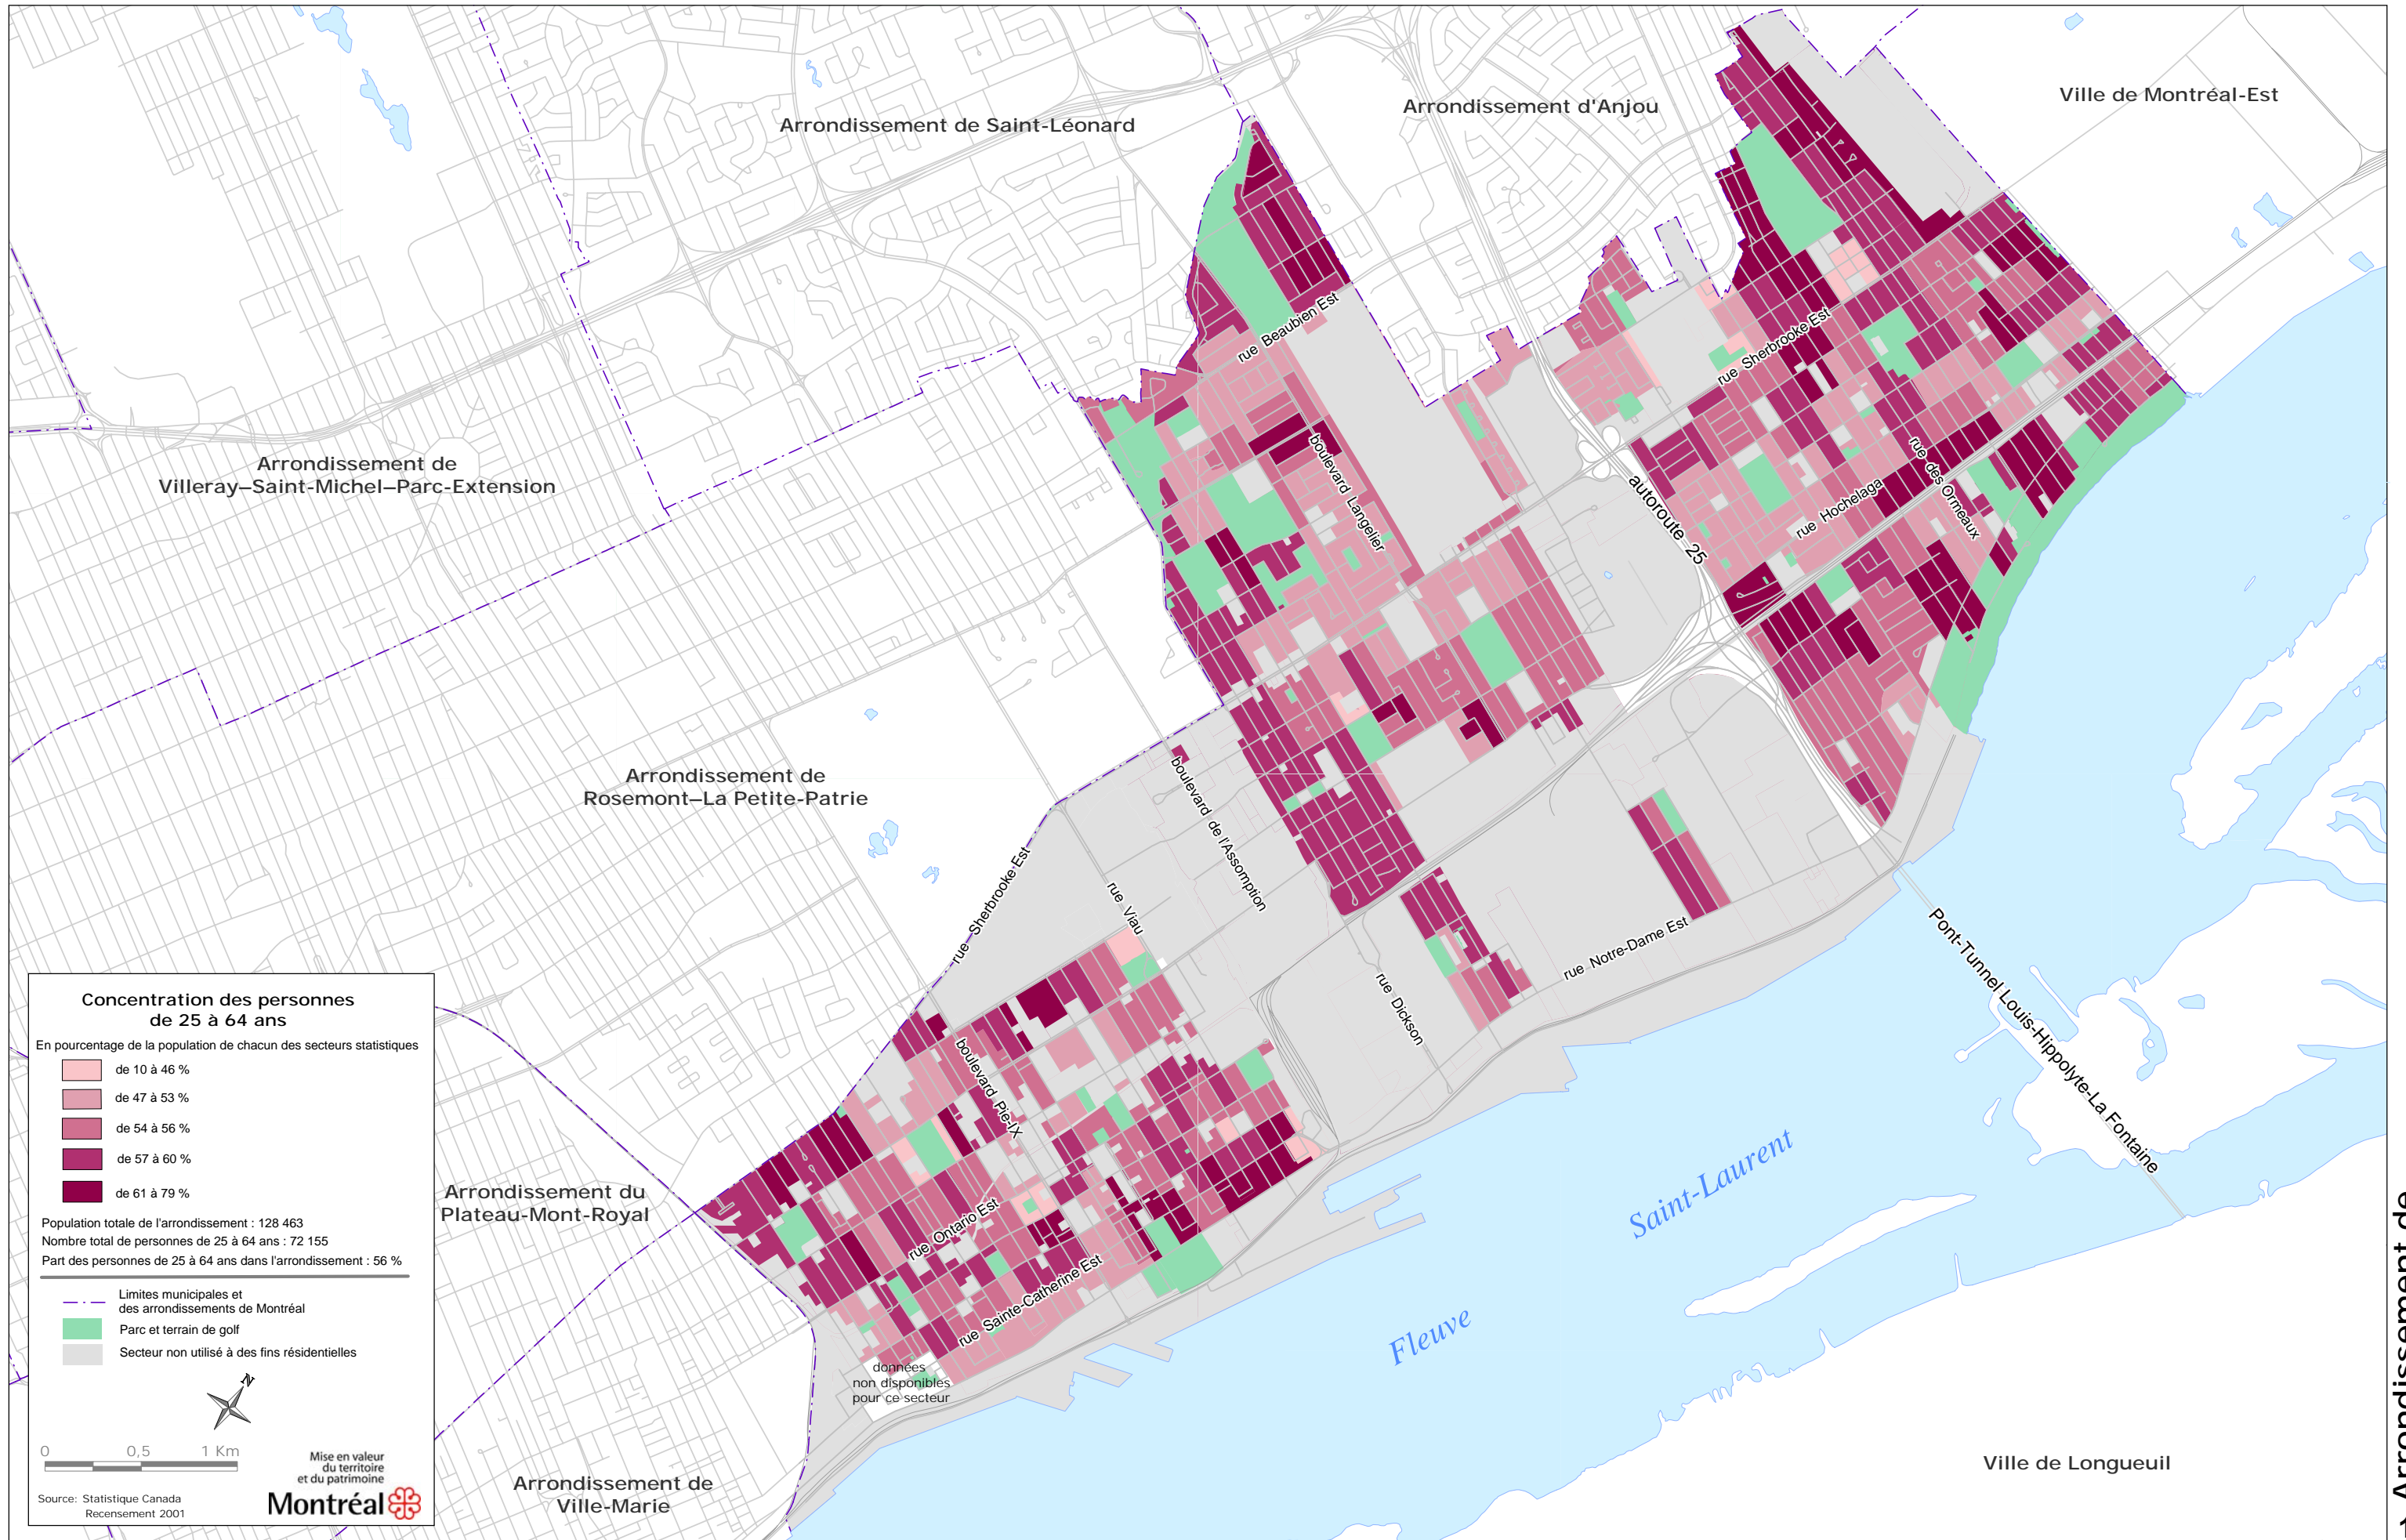 Arrondissement de Saint-Léonard
Arrondissement d'Anjou
Ville de Montréal-Est
Arrondissement de
Villeray–Saint-Michel–Parc-Extension
Arrondissement de
Rosemont–La Petite-Patrie
Arrondissement du
Plateau-Mont-Royal
Arrondissement de
Ville-Marie
Ville de Longueuil
rue Beaubien Est
boulevard Langelier
rue Sherbrooke Est
autoroute 25
rue Hochelaga
rue des Ormeaux
boulevard de l'Assomption
rue Viau
rue Sherbrooke Est
rue Dickson
rue Notre-Dame Est
boulevard Pie-IX
rue Ontario Est
rue Sainte-Catherine Est
Pont-Tunnel Louis-Hippolyte-La Fontaine
Fleuve
Saint-Laurent
données
non disponibles
pour ce secteur
Concentration des personnes
de 25 à 64 ans
En pourcentage de la population de chacun des secteurs statistiques
de 10 à 46 %
de 47 à 53 %
de 54 à 56 %
de 57 à 60 %
de 61 à 79 %
Population totale de l'arrondissement : 128 463
Nombre total de personnes de 25 à 64 ans : 72 155
Part des personnes de 25 à 64 ans dans l'arrondissement : 56 %
Limites municipales et
des arrondissements de Montréal
Parc et terrain de golf
Secteur non utilisé à des fins résidentielles
N
0 0,5 1 Km
Mise en valeur
du territoire
et du patrimoine
Montréal
Source: Statistique Canada
Recensement 2001
Arrondissement de